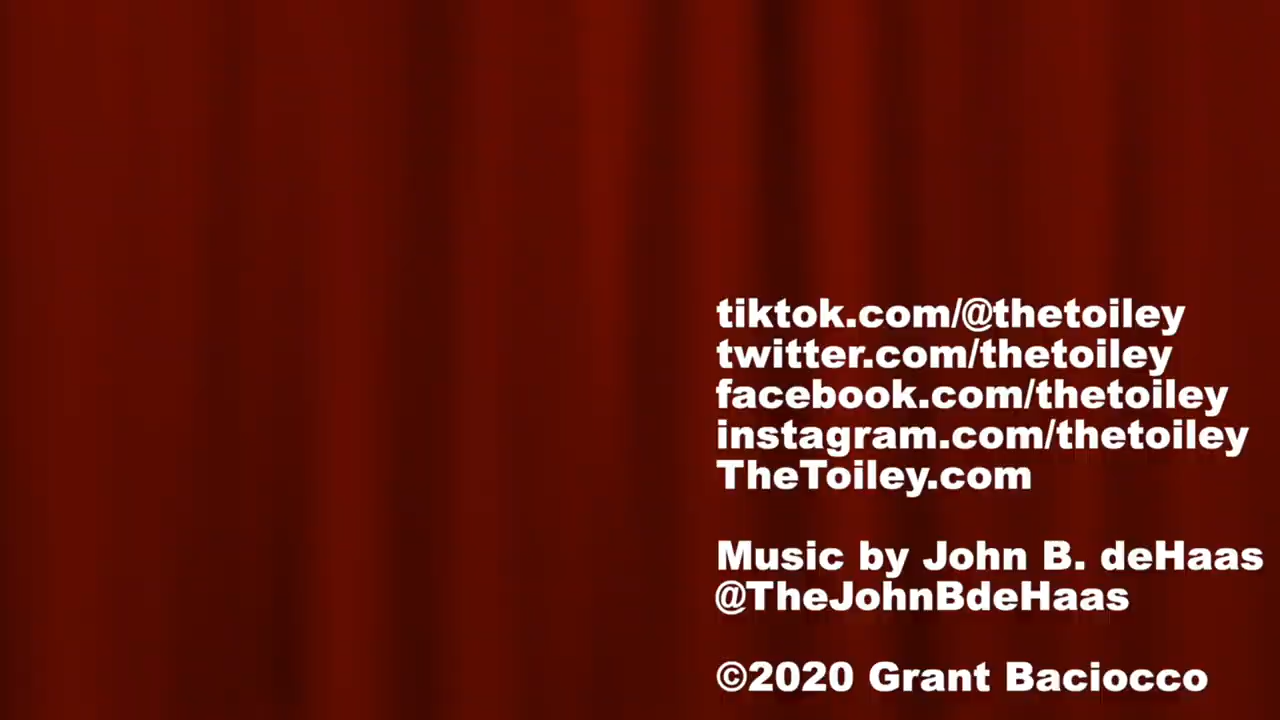 tiktok.com/@thetoiley
twitter.com/thetoiley
facebook.com/thetoiley
instagram.com/thetoiley
TheToiley.com
Music by John B. deHaas
@TheJohnBdeHaas
©2020 Grant Baciocco